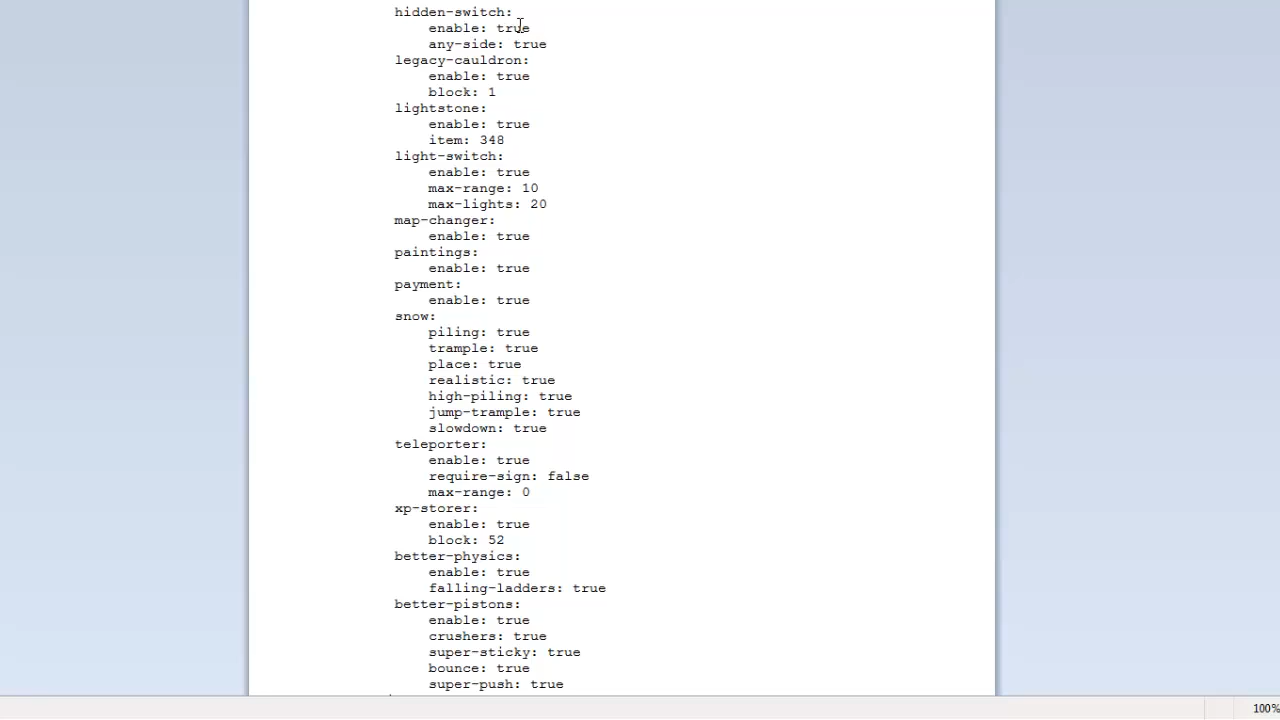 hidden-switch:
enable: true
any-side: true
legacy-cauldron:
enable: true
block: 1
lightstone:
enable: true
item: 348
light-switch:
enable: true
max-range: 10
max-lights: 20
map-changer:
enable: true
paintings:
enable: true
payment:
enable: true
snow:
piling: true
trample: true
place: true
realistic: true
high-piling: true
jump-trample: true
slowdown: true
teleporter:
enable: true
require-sign: false
max-range: 0
xp-storer:
enable: true
block: 52
better-physics:
enable: true
falling-ladders: true
better-pistons:
enable: true
crushers: true
super-sticky: true
bounce: true
super-push: true
100%